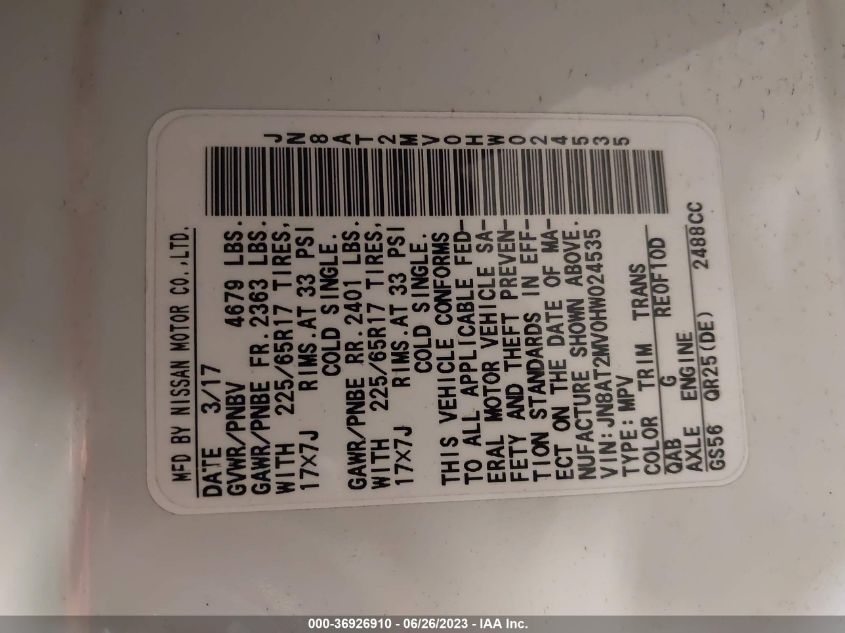 JN8AT2MV0HW024535
MFD BY NISSAN MOTOR CO.,LTD.
DATE 3/17
GVWR/PNBV 4679 LBS.
GAWR/PNBE FR. 2363 LBS.
WITH 225/65R17 TIRES,
17X7J RIMS.AT 33 PSI
COLD SINGLE.
GAWR/PNBE RR. 2401 LBS.
WITH 225/65R17 TIRES,
17X7J RIMS.AT 33 PSI
COLD SINGLE.
THIS VEHICLE CONFORMS
TO ALL APPLICABLE FED-
ERAL MOTOR VEHICLE SA-
FETY AND THEFT PREVEN-
TION STANDARDS IN EFF-
ECT ON THE DATE OF MA-
NUFACTURE SHOWN ABOVE.
VIN:JN8AT2MV0HW024535
TYPE:MPV
COLOR TRIM TRANS
QAB G RE0F10D
AXLE ENGINE
GS56 QR25(DE) 2488CC
000-36926910 - 06/26/2023 - IAA Inc.